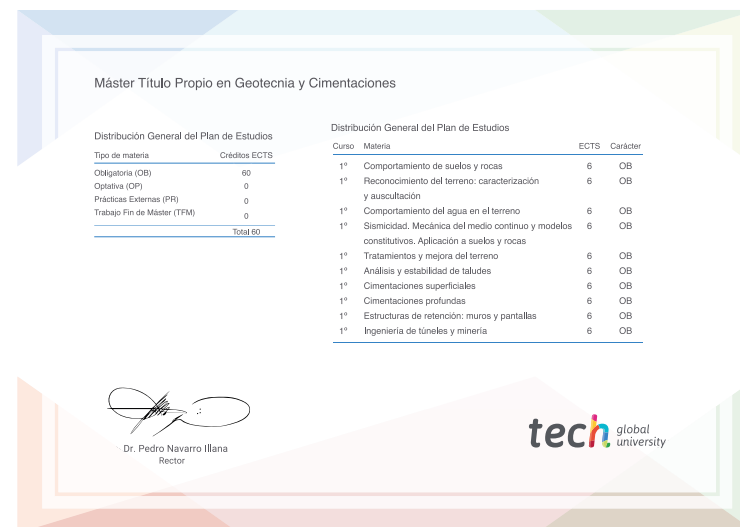 Máster Título Propio en Geotecnia y Cimentaciones
Distribución General del Plan de Estudios
Tipo de materia Créditos ECTS
Obligatoria (OB) 60
Optativa (OP) 0
Prácticas Externas (PR) 0
Trabajo Fin de Máster (TFM) 0
Total 60
Distribución General del Plan de Estudios
Curso Materia ECTS Carácter
1º Comportamiento de suelos y rocas 6 OB
1º Reconocimiento del terreno: caracterización 6 OB
y auscultación
1º Comportamiento del agua en el terreno 6 OB
1º Sismicidad. Mecánica del medio continuo y modelos 6 OB
constitutivos. Aplicación a suelos y rocas
1º Tratamientos y mejora del terreno 6 OB
1º Análisis y estabilidad de taludes 6 OB
1º Cimentaciones superficiales 6 OB
1º Cimentaciones profundas 6 OB
1º Estructuras de retención: muros y pantallas 6 OB
1º Ingeniería de túneles y minería 6 OB
Dr. Pedro Navarro Illana
Rector
tech global
university